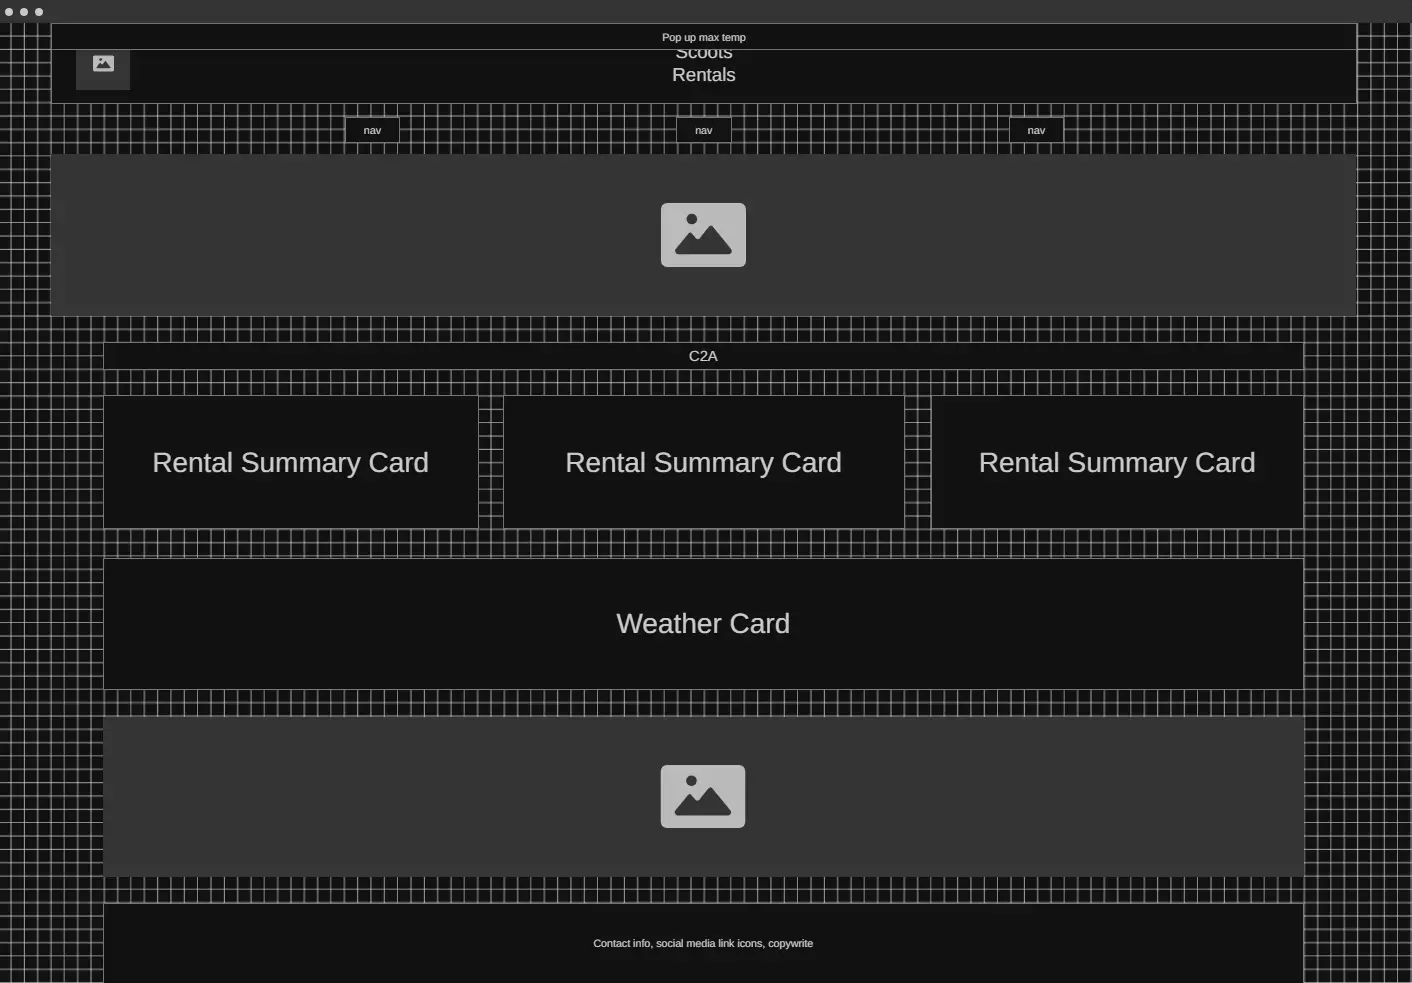 Pop up max temp
Scoots
Rentals
nav
nav
nav
C2A
Rental Summary Card
Rental Summary Card
Rental Summary Card
Weather Card
Contact info, social media link icons, copywrite